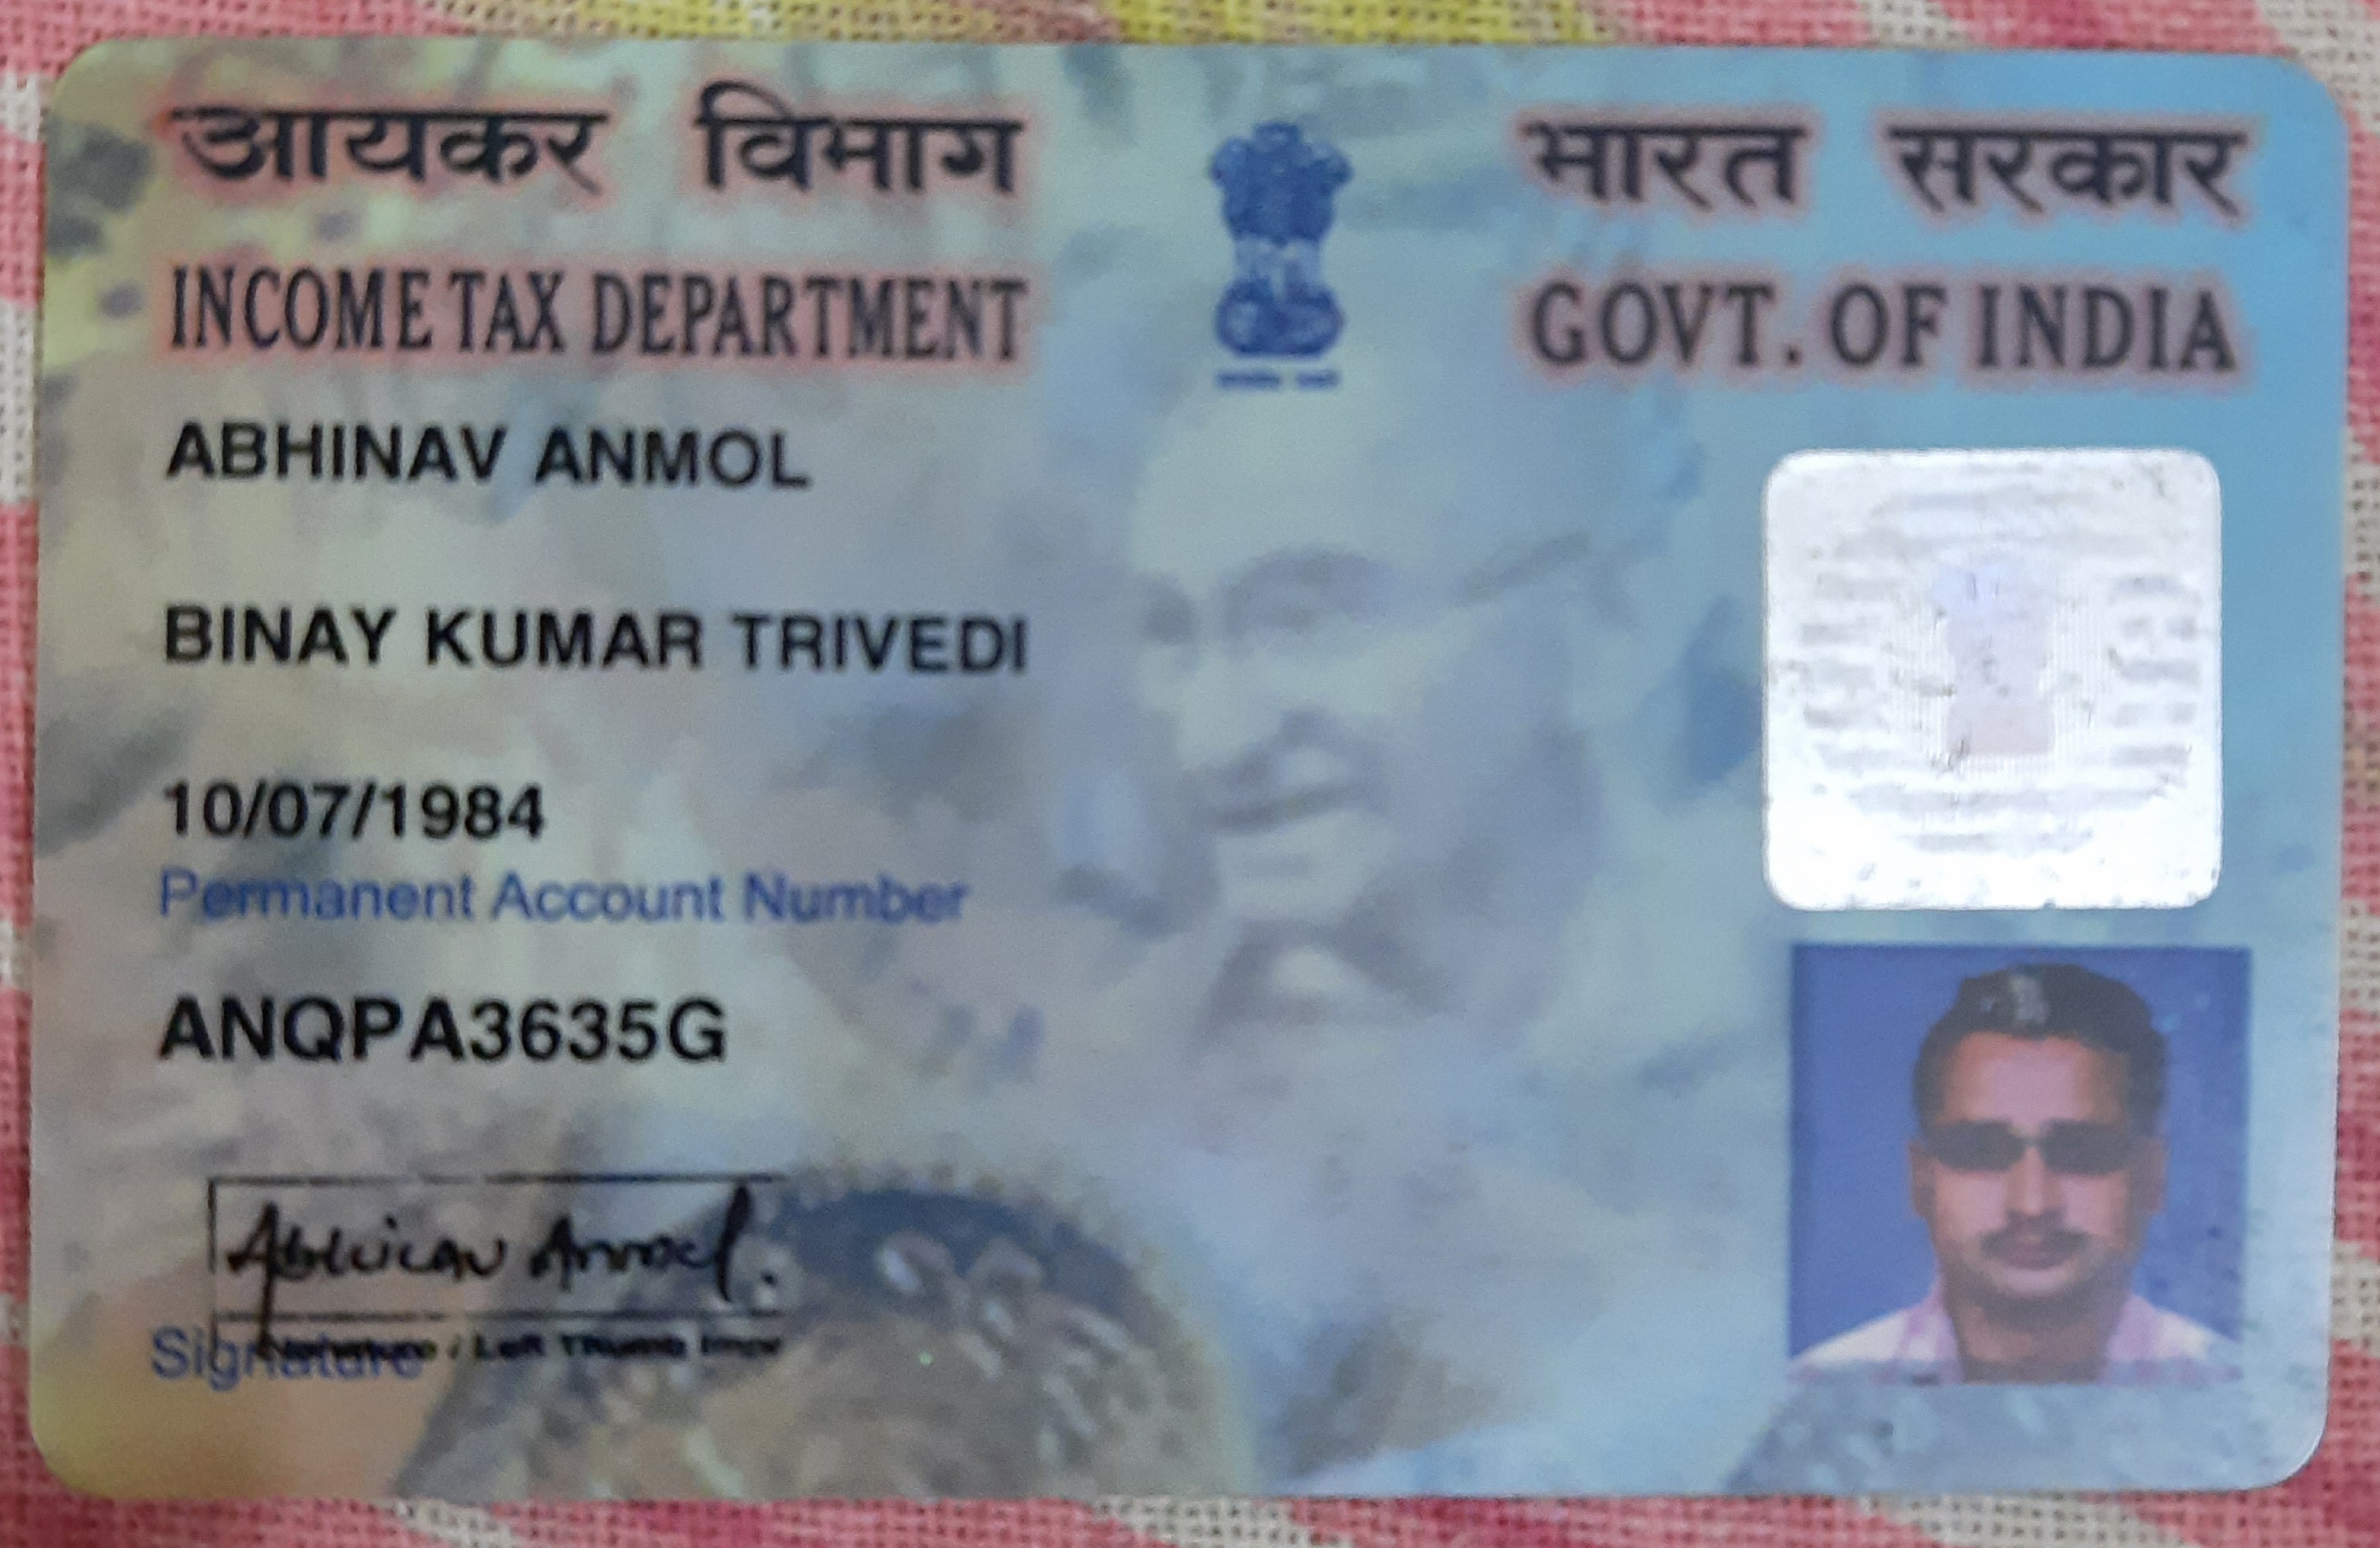 आयकर विभाग
INCOME TAX DEPARTMENT
भारत सरकार
GOVT. OF INDIA
ABHINAV ANMOL
BINAY KUMAR TRIVEDI
10/07/1984
Permanent Account Number
ANQPA3635G
Abhinav Anmol.
Signature
Signature / Left Thumb